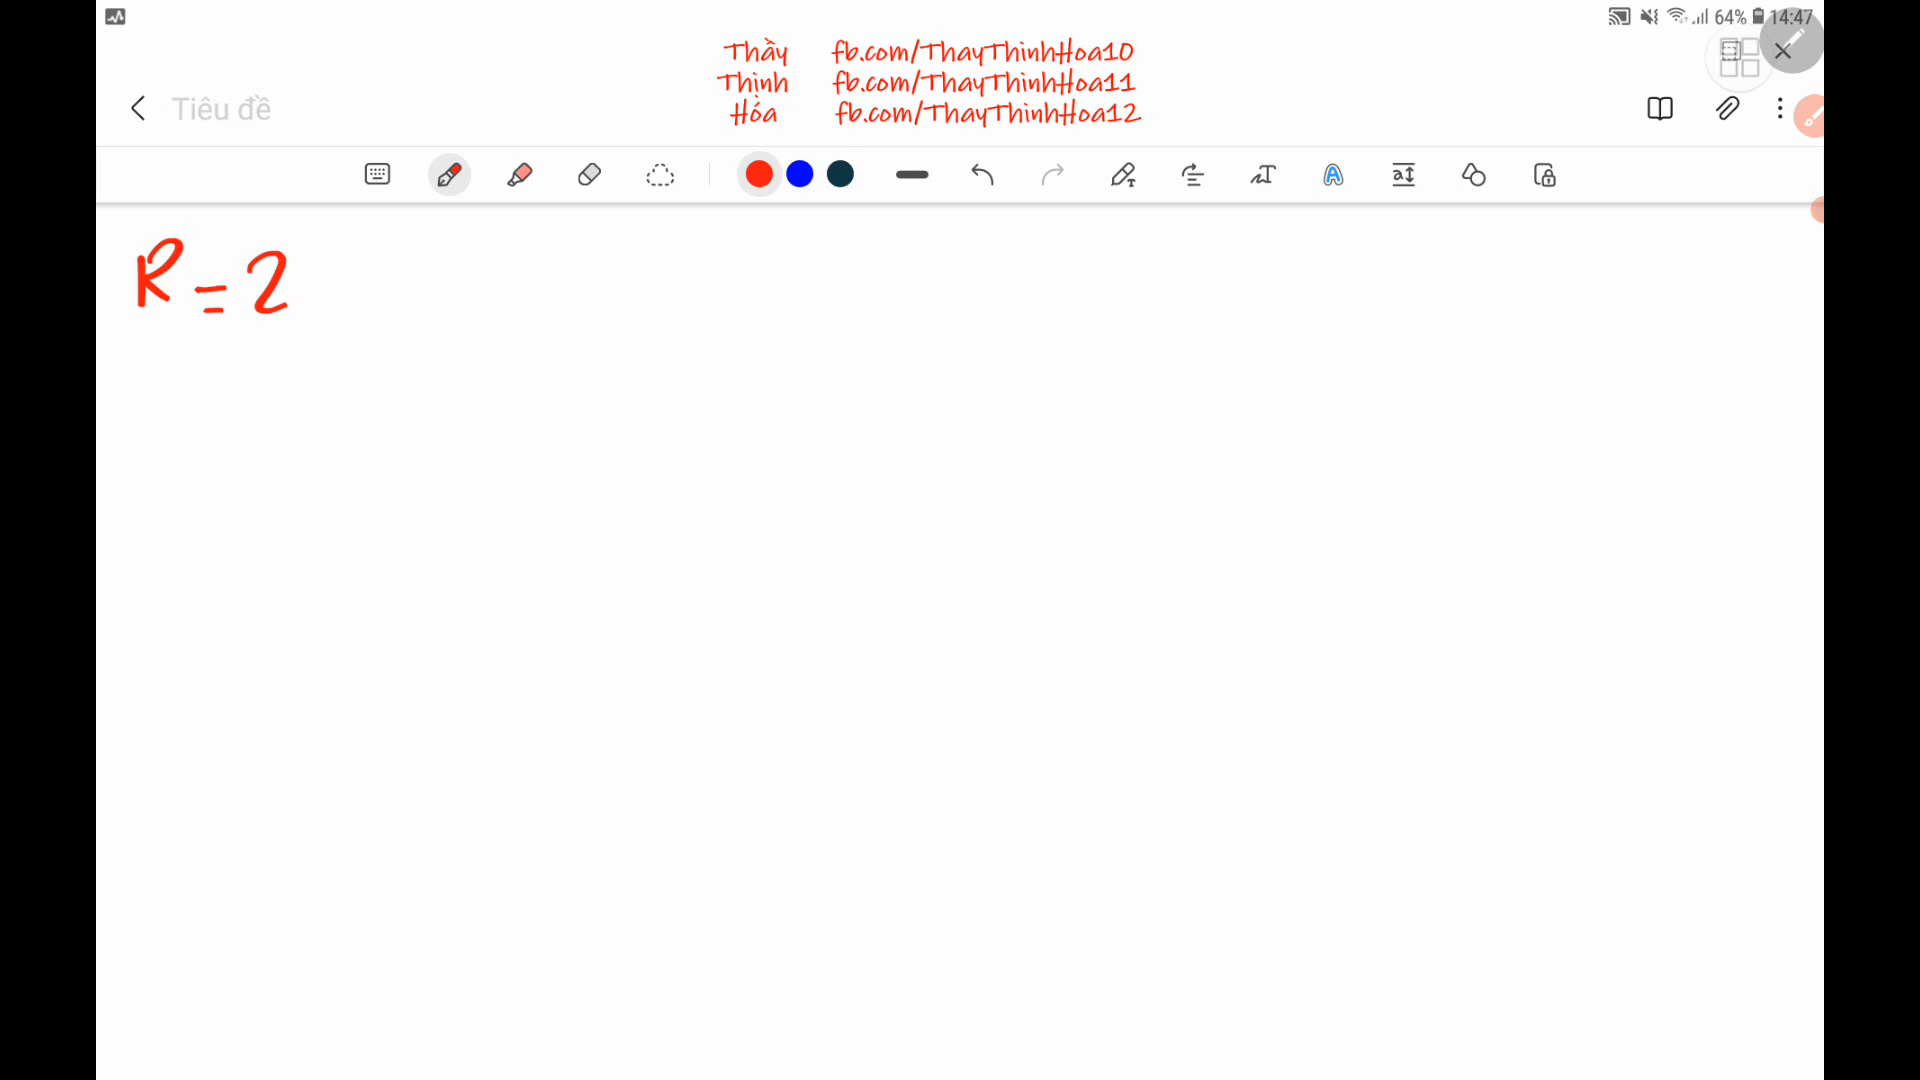 64% 14:47
Thầy fb.com/ThayThinhHoa10
Thịnh fb.com/ThayThinhHoa11
Hóa fb.com/ThayThinhHoa12
Tiêu đề
R = 2